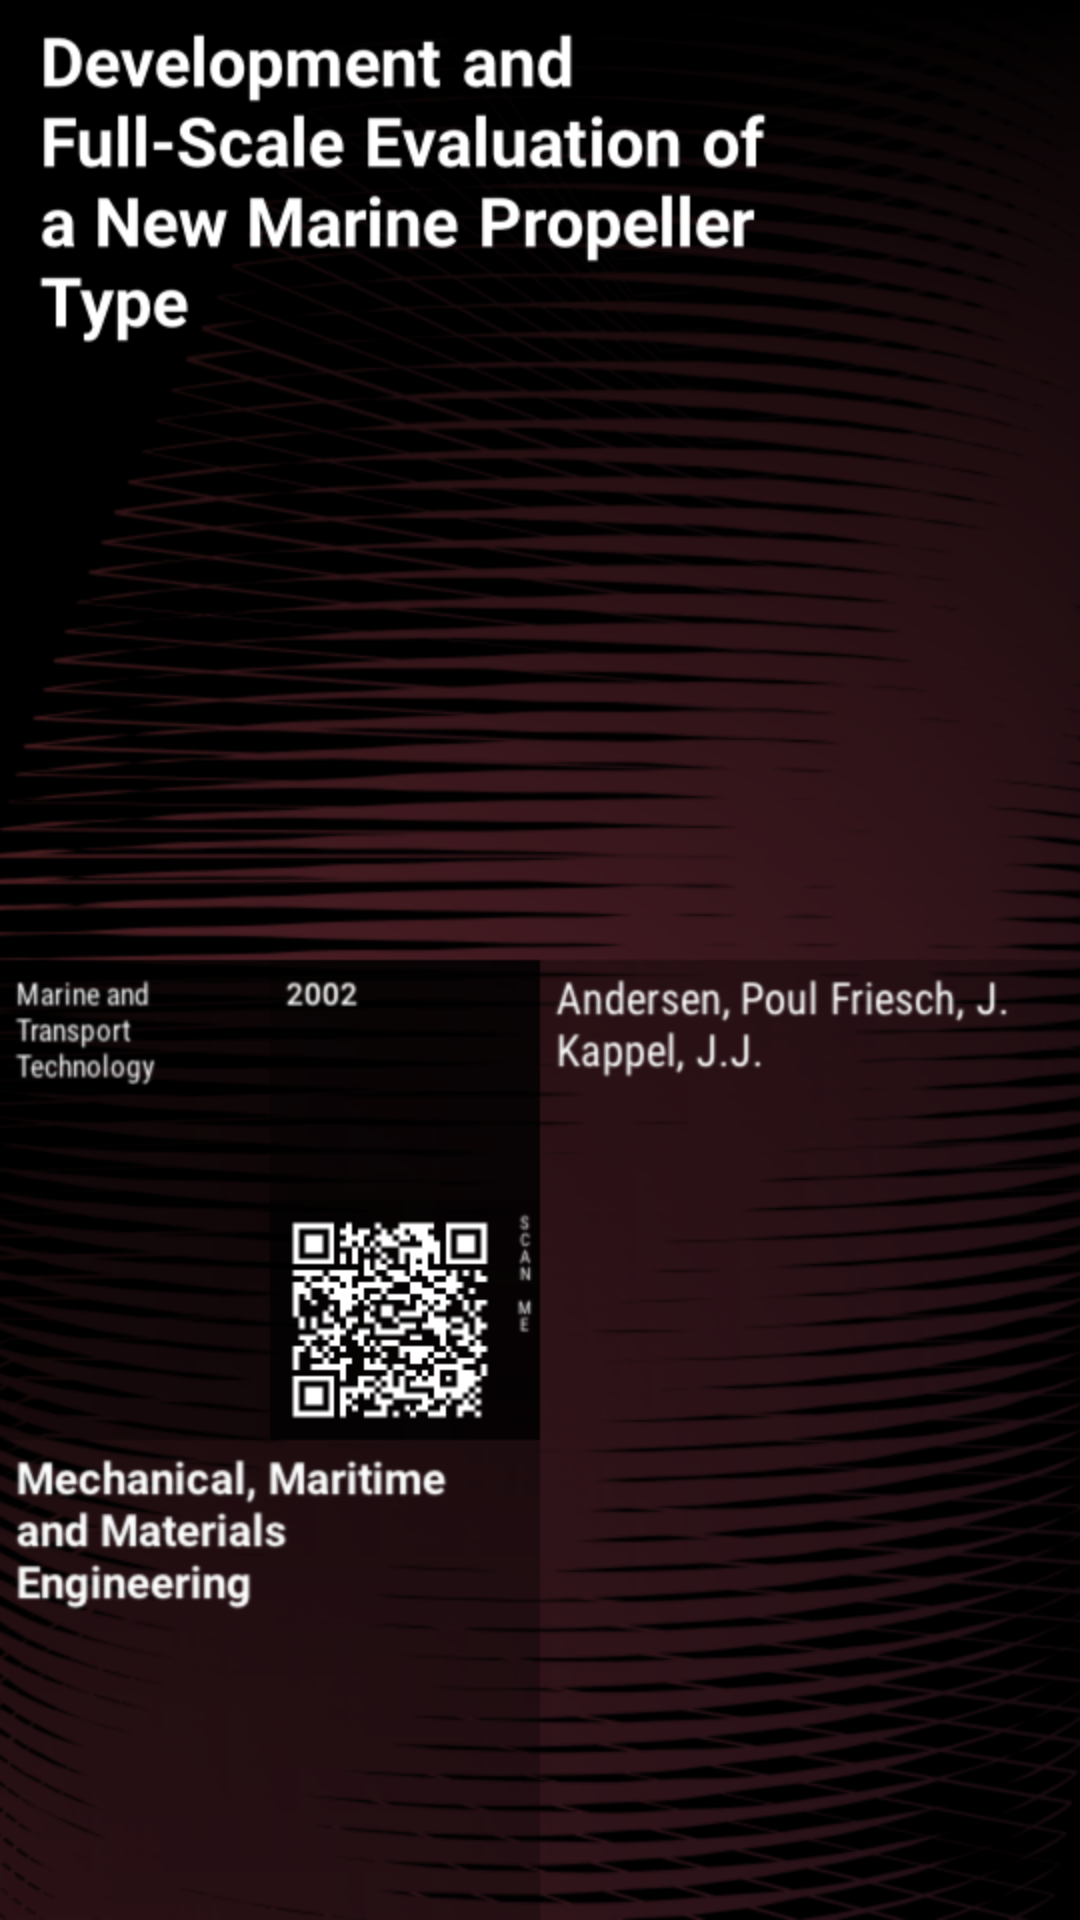 Development and
Full-Scale Evaluation of
a New Marine Propeller
Type
Marine and
Transport
Technology
2002
Andersen, Poul Friesch, J.
Kappel, J.J.
SCAN ME
Mechanical, Maritime
and Materials
Engineering